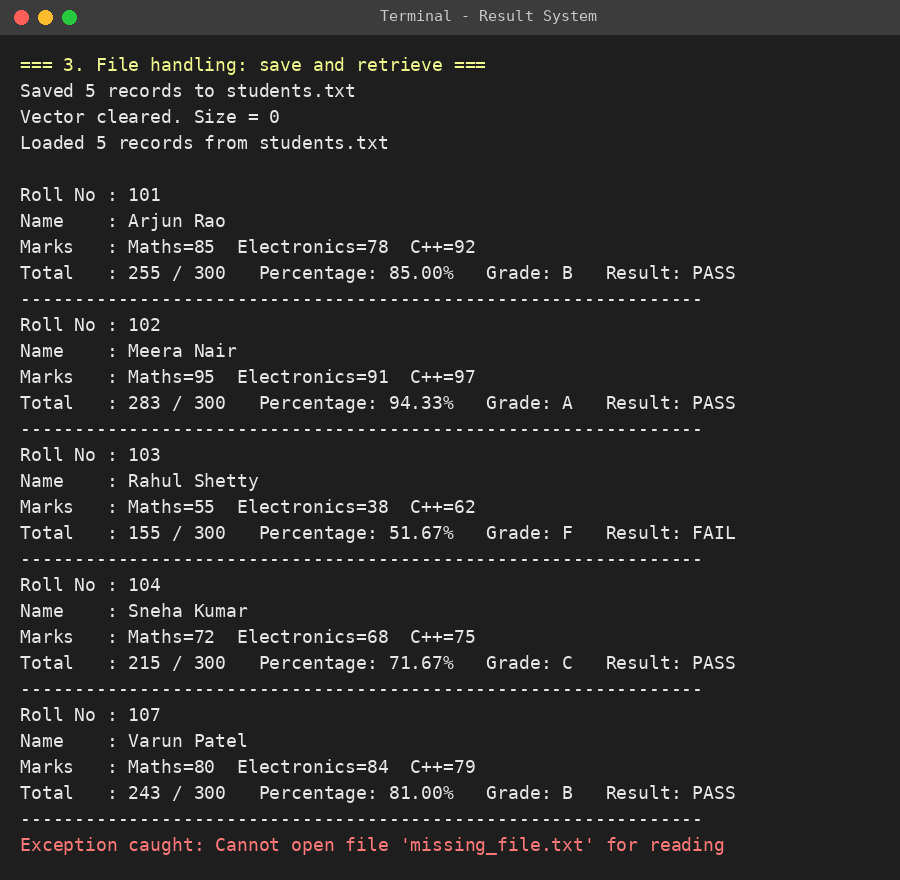 Terminal - Result System
=== 3. File handling: save and retrieve ===
Saved 5 records to students.txt
Vector cleared. Size = 0
Loaded 5 records from students.txt

Roll No : 101
Name    : Arjun Rao
Marks   : Maths=85  Electronics=78  C++=92
Total   : 255 / 300   Percentage: 85.00%   Grade: B   Result: PASS
---------------------------------------------------------------
Roll No : 102
Name    : Meera Nair
Marks   : Maths=95  Electronics=91  C++=97
Total   : 283 / 300   Percentage: 94.33%   Grade: A   Result: PASS
---------------------------------------------------------------
Roll No : 103
Name    : Rahul Shetty
Marks   : Maths=55  Electronics=38  C++=62
Total   : 155 / 300   Percentage: 51.67%   Grade: F   Result: FAIL
---------------------------------------------------------------
Roll No : 104
Name    : Sneha Kumar
Marks   : Maths=72  Electronics=68  C++=75
Total   : 215 / 300   Percentage: 71.67%   Grade: C   Result: PASS
---------------------------------------------------------------
Roll No : 107
Name    : Varun Patel
Marks   : Maths=80  Electronics=84  C++=79
Total   : 243 / 300   Percentage: 81.00%   Grade: B   Result: PASS
---------------------------------------------------------------
Exception caught: Cannot open file 'missing_file.txt' for reading